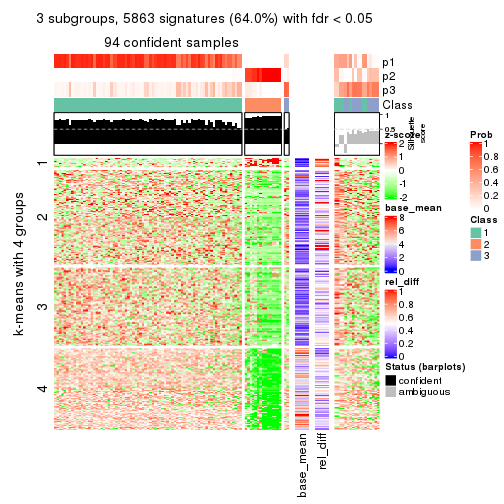 3 subgroups, 5863 signatures (64.0%) with fdr < 0.05
94 confident samples
p1
p2
p3
Class
1
0.5
0
Silhouette
score
k-means with 4 groups
1
2
3
4
base_mean
rel_diff
z-score
2
1
0
-1
-2
base_mean
8
6
4
2
0
rel_diff
1
0.8
0.6
0.4
0.2
0
Status (barplots)
confident
ambiguous
Prob
1
0.8
0.6
0.4
0.2
0
Class
1
2
3